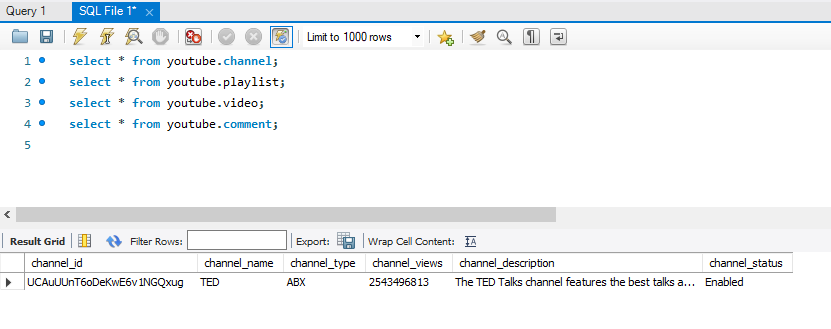 Query 1 SQL File 1*
Limit to 1000 rows
1 select * from youtube.channel;
2 select * from youtube.playlist;
3 select * from youtube.video;
4 select * from youtube.comment;
5
Result Grid Filter Rows: Export: Wrap Cell Content:
channel_id channel_name channel_type channel_views channel_description channel_status
UCAuUUnT6oDeKwE6v1NGQxug TED ABX 2543496813 The TED Talks channel features the best talks a... Enabled